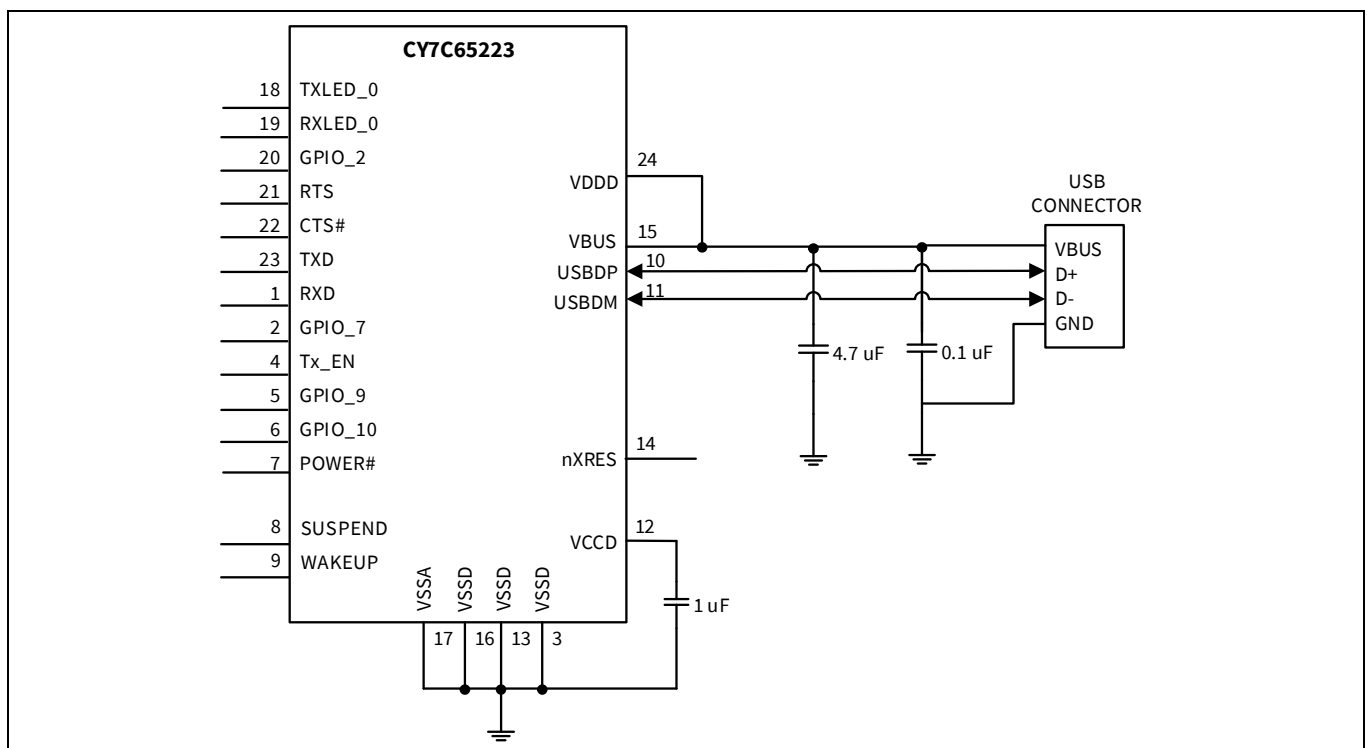 CY7C65223
18 TXLED_0
19 RXLED_0
20 GPIO_2
21 RTS
22 CTS#
23 TXD
1 RXD
2 GPIO_7
4 Tx_EN
5 GPIO_9
6 GPIO_10
7 POWER#
8 SUSPEND
9 WAKEUP
VDDD 24
VBUS 15
USBDP 10
USBDM 11
nXRES 14
VCCD 12
VSSA
VSSD
VSSD
VSSD
17 16 13 3
1 uF
4.7 uF
0.1 uF
USB
CONNECTOR
VBUS
D+
D-
GND